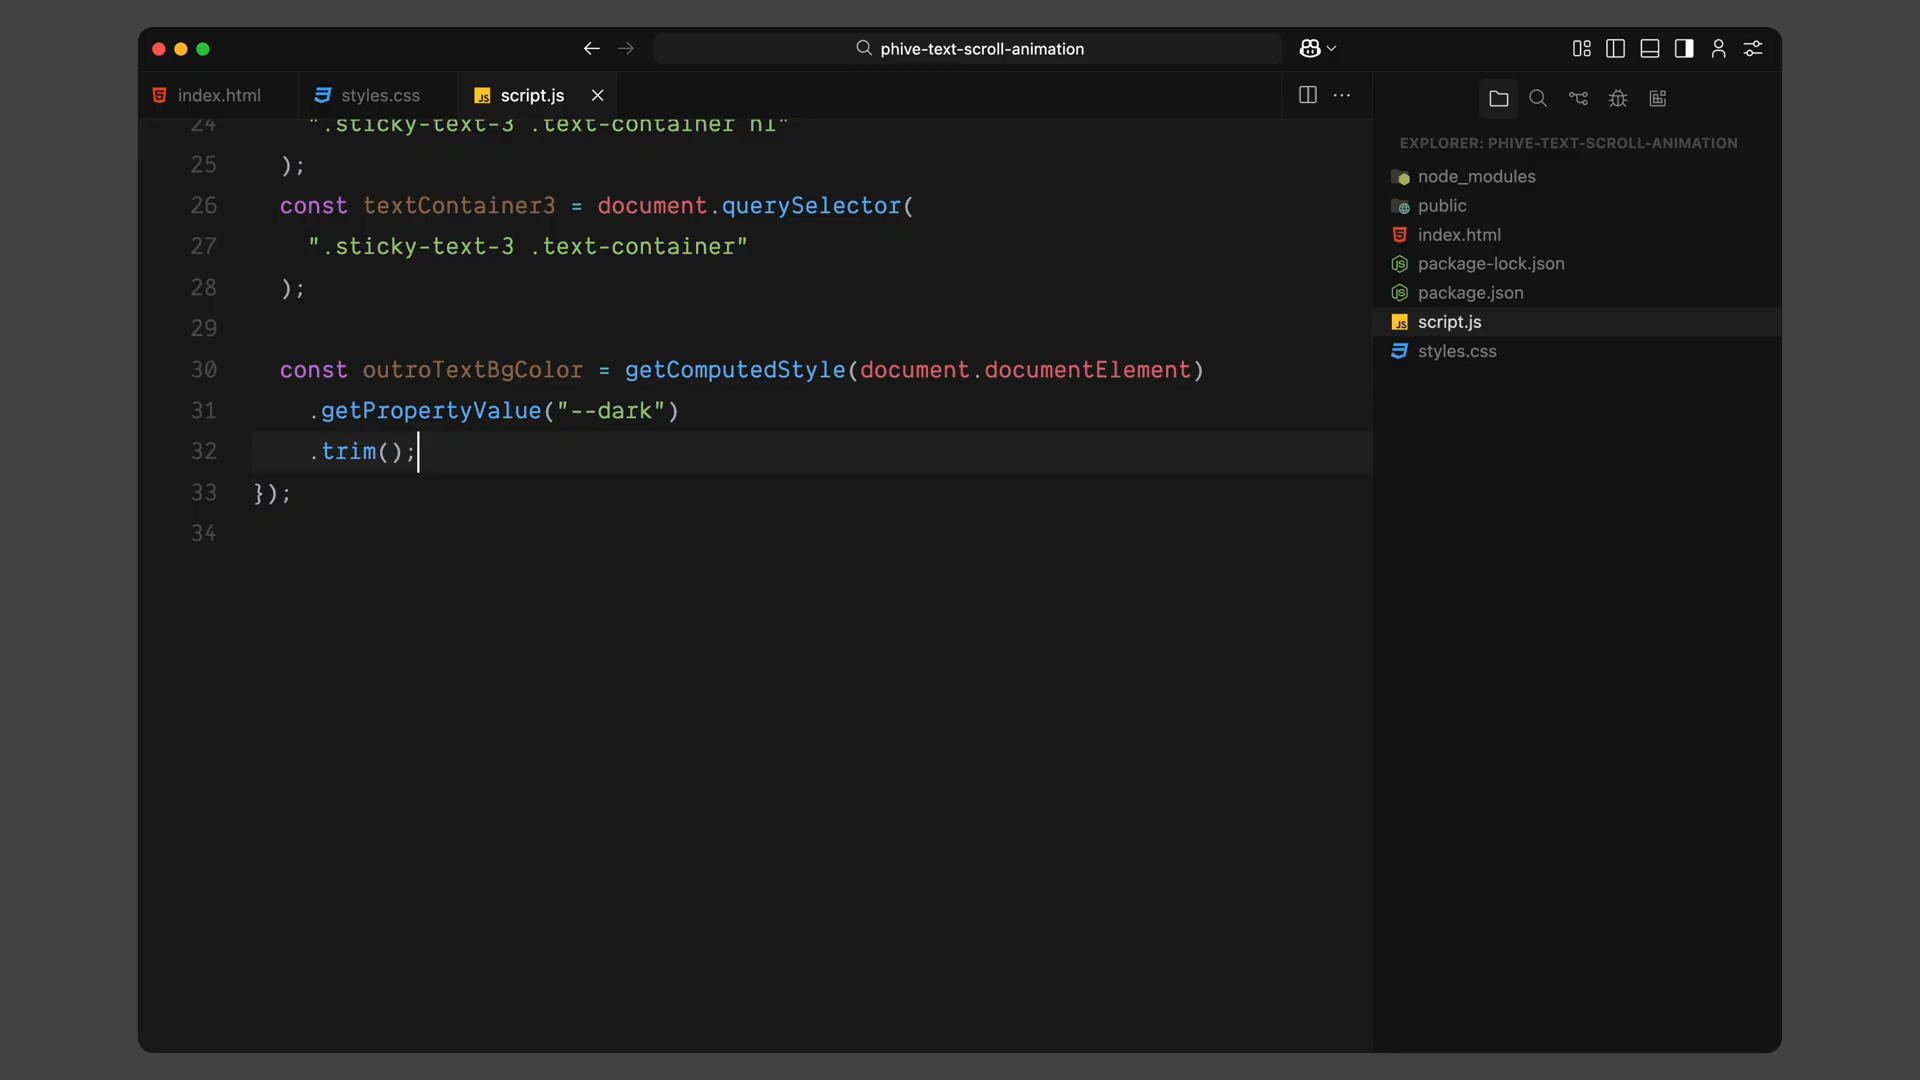 phive-text-scroll-animation
index.html
styles.css
script.js
24 ".sticky-text-3 .text-container h1"
25 );
26 const textContainer3 = document.querySelector(
27 ".sticky-text-3 .text-container"
28 );
29
30 const outroTextBgColor = getComputedStyle(document.documentElement)
31 .getPropertyValue("--dark")
32 .trim();
33 });
34
EXPLORER: PHIVE-TEXT-SCROLL-ANIMATION
node_modules
public
index.html
package-lock.json
package.json
script.js
styles.css